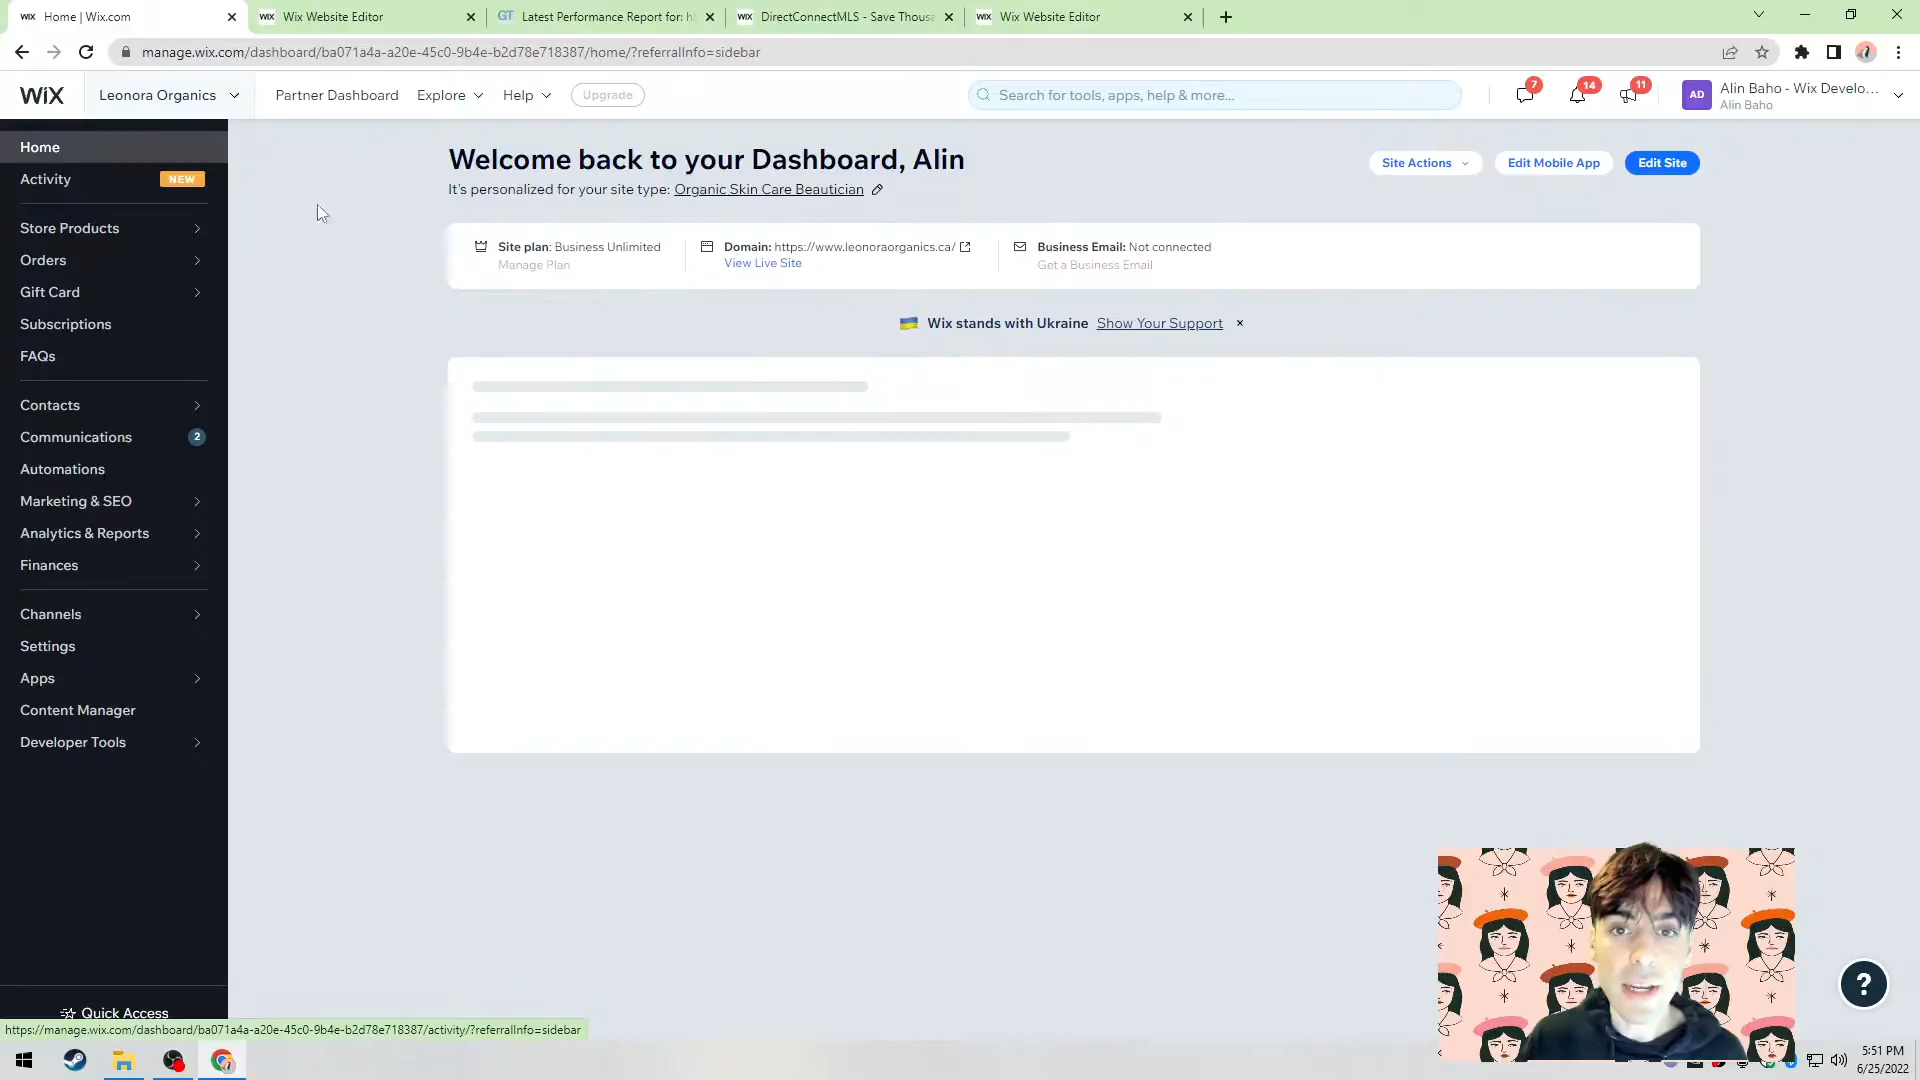 WIX Home | Wix.com
WIX Wix Website Editor
GT Latest Performance Report for: h
WIX DirectConnectMLS - Save Thousa
WIX Wix Website Editor
manage.wix.com/dashboard/ba071a4a-a20e-45c0-9b4e-b2d78e718387/home/?referralInfo=sidebar
WIX
Leonora Organics
Partner Dashboard
Explore
Help
Upgrade
Search for tools, apps, help & more...
7
14
11
AD
Alin Baho - Wix Develo...
Alin Baho
Home
Activity
NEW
Store Products
Orders
Gift Card
Subscriptions
FAQs
Contacts
Communications
2
Automations
Marketing & SEO
Analytics & Reports
Finances
Channels
Settings
Apps
Content Manager
Developer Tools
Quick Access
Welcome back to your Dashboard, Alin
It's personalized for your site type: Organic Skin Care Beautician
Site Actions
Edit Mobile App
Edit Site
Site plan: Business Unlimited
Manage Plan
Domain: https://www.leonoraorganics.ca/
View Live Site
Business Email: Not connected
Get a Business Email
Wix stands with Ukraine Show Your Support ×
?
https://manage.wix.com/dashboard/ba071a4a-a20e-45c0-9b4e-b2d78e718387/activity/?referralInfo=sidebar
5:51 PM
6/25/2022